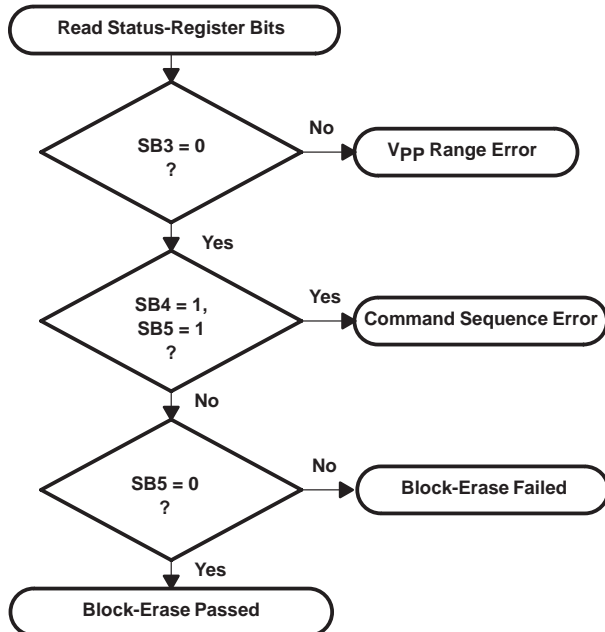 Read Status-Register Bits
SB3 = 0
?
No
VPP Range Error
Yes
SB4 = 1,
SB5 = 1
?
Yes
Command Sequence Error
No
SB5 = 0
?
No
Block-Erase Failed
Yes
Block-Erase Passed